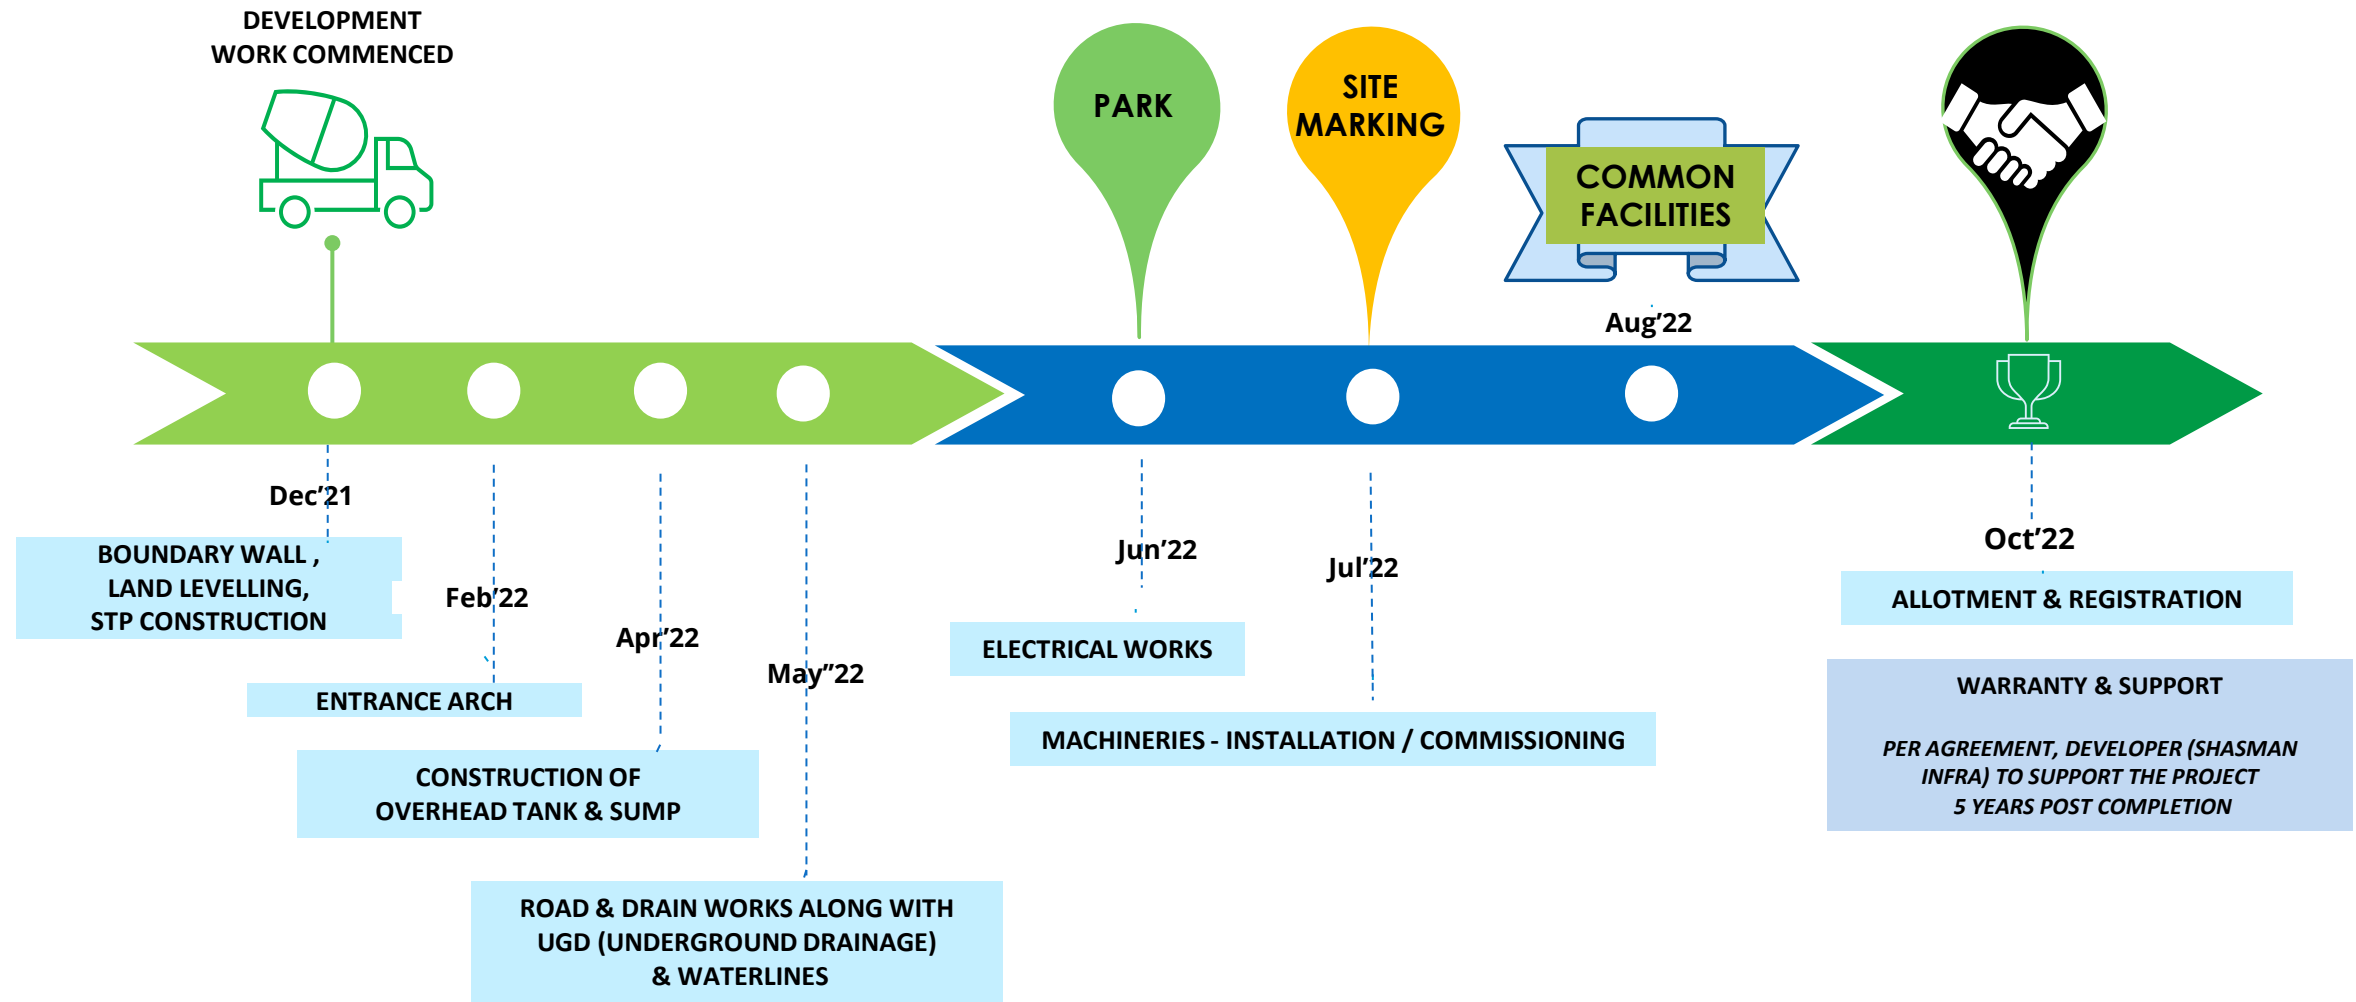 DEVELOPMENT
WORK COMMENCED
PARK
SITE
MARKING
COMMON
FACILITIES
Aug'22
Dec'21
BOUNDARY WALL ,
LAND LEVELLING,
STP CONSTRUCTION
Feb'22
ENTRANCE ARCH
Apr'22
CONSTRUCTION OF
OVERHEAD TANK & SUMP
May''22
ROAD & DRAIN WORKS ALONG WITH
UGD (UNDERGROUND DRAINAGE)
& WATERLINES
Jun'22
ELECTRICAL WORKS
Jul'22
MACHINERIES - INSTALLATION / COMMISSIONING
Oct'22
ALLOTMENT & REGISTRATION
WARRANTY & SUPPORT
PER AGREEMENT, DEVELOPER (SHASMAN
INFRA) TO SUPPORT THE PROJECT
5 YEARS POST COMPLETION